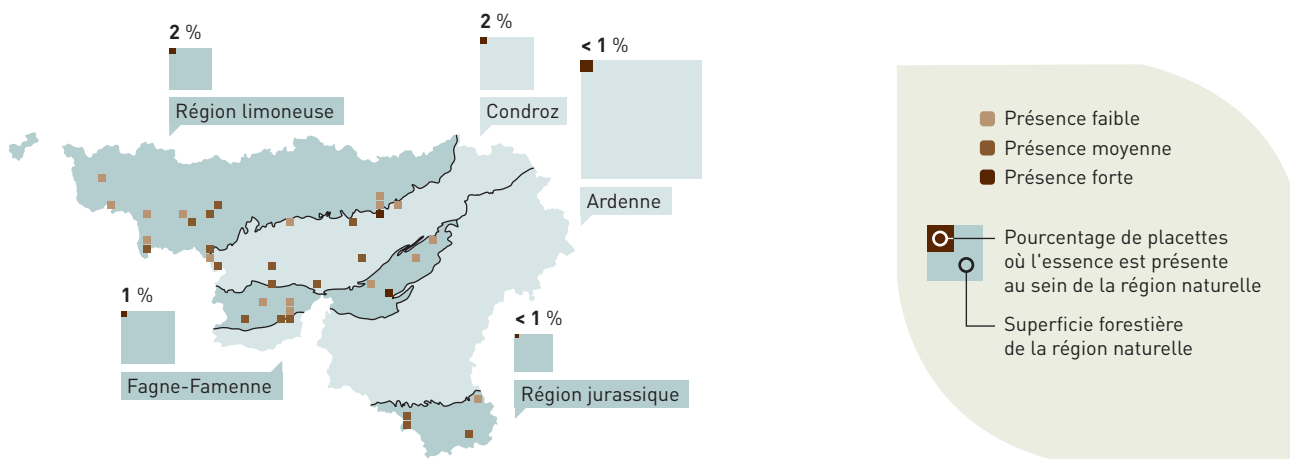 2 %
Région limoneuse
2 %
Condroz
< 1 %
Ardenne
1 %
Fagne-Famenne
< 1 %
Région jurassique
Présence faible
Présence moyenne
Présence forte
Pourcentage de placettes
où l'essence est présente
au sein de la région naturelle
Superficie forestière
de la région naturelle